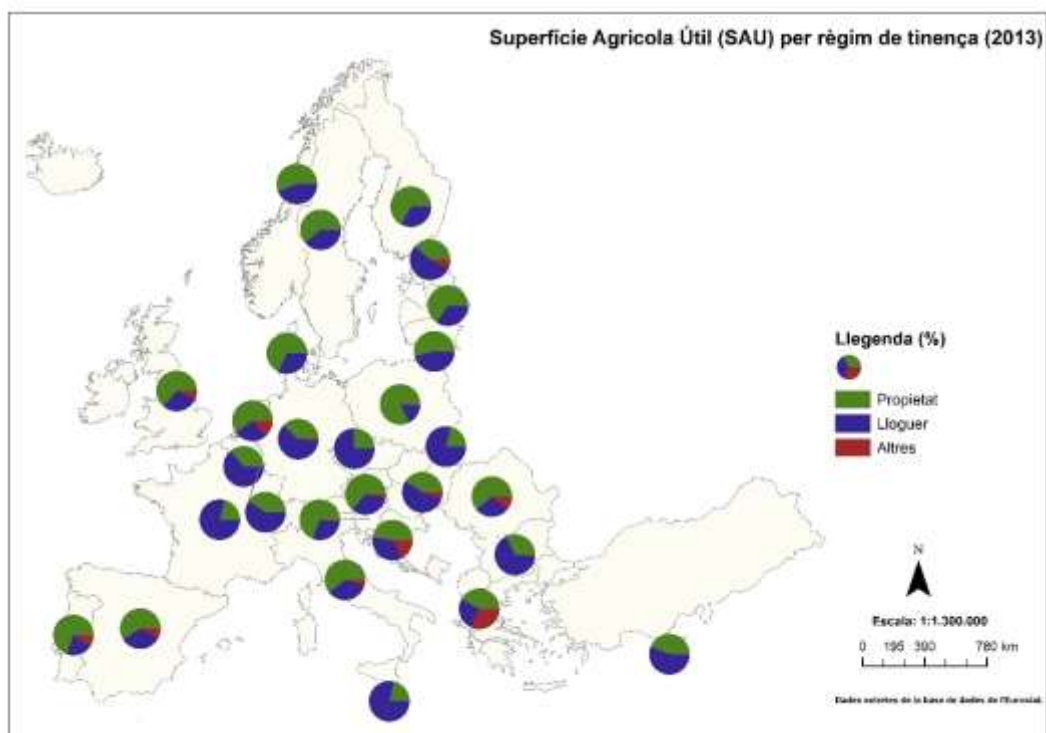 Superfície Agricola Útil (SAU) per règim de tinença (2013)
Llegenda (%)
Propietat
Lloguer
Altres
N
Escala: 1:1.300.000
0 195 390 780 km
Dades extretes de la base de dades de l'Eurostat.